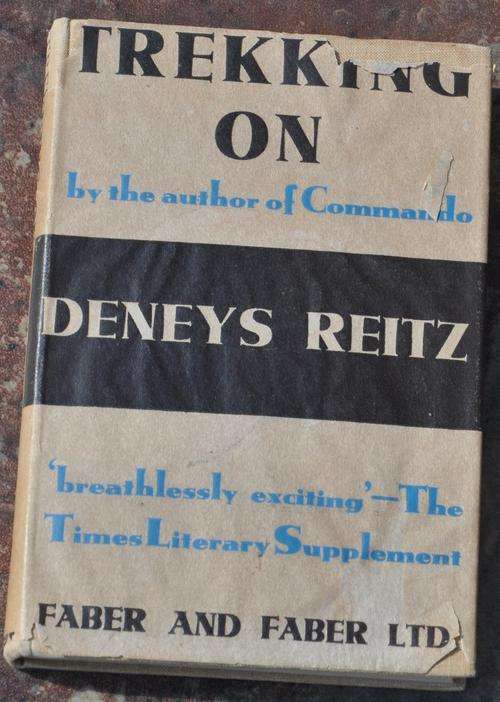 TREKKING
ON
by the author of Commando
DENEYS REITZ
'breathlessly exciting'—The
Times Literary Supplement
FABER AND FABER LTD.